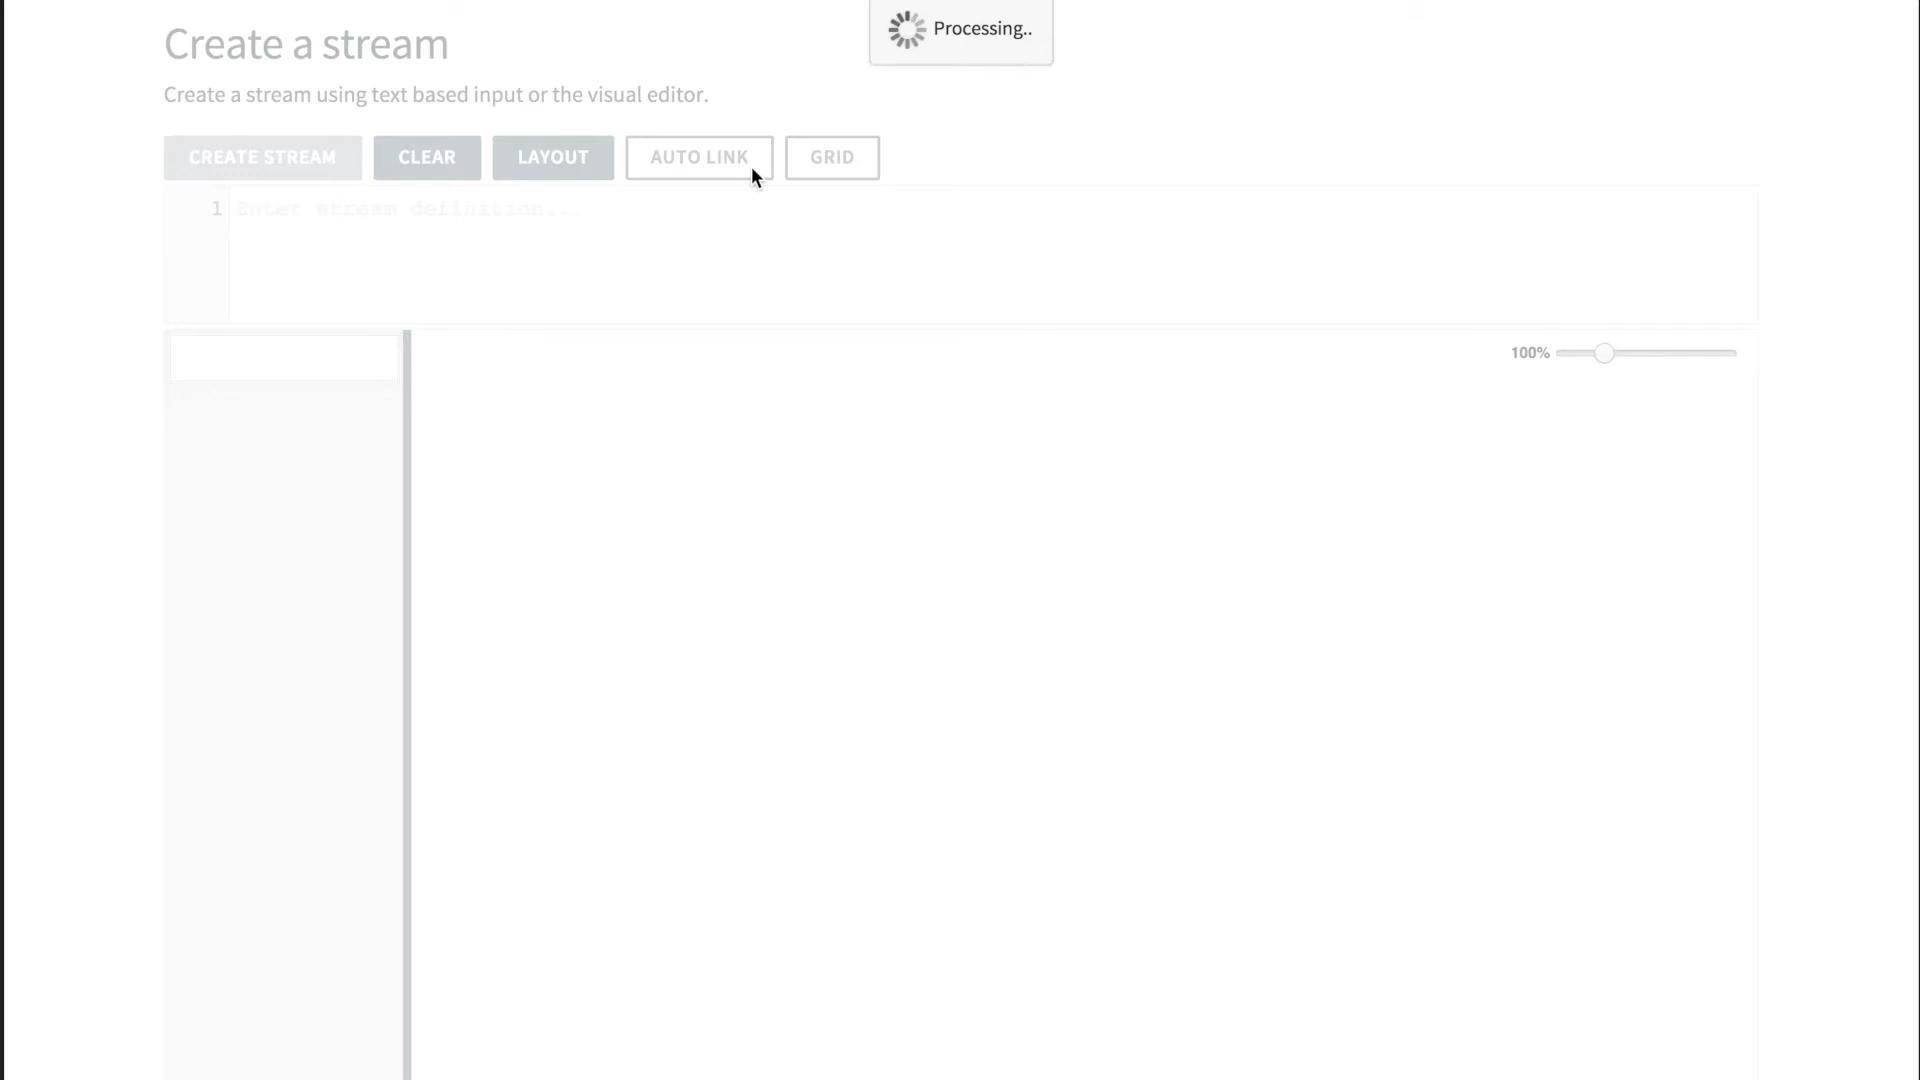 Processing..
Create a stream
Create a stream using text based input or the visual editor.
CREATE STREAM CLEAR LAYOUT AUTO LINK GRID
1 Enter stream definition...
100%